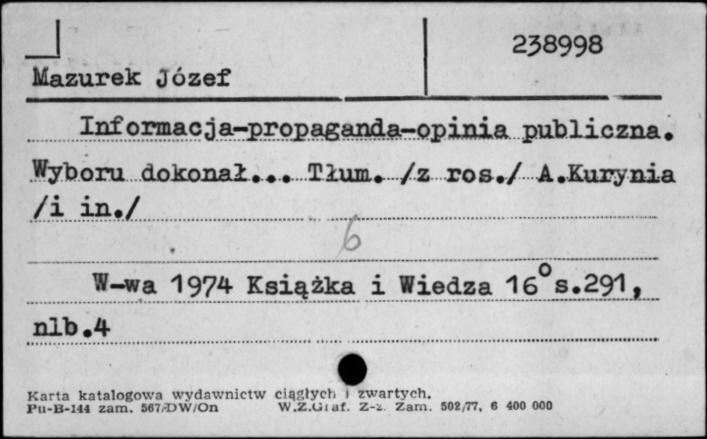 238998
Mazurek Józef
Informacja-propaganda-opinia publiczna.
Wyboru dokonał... Tłum. /z ros./ A.Kurynia
/i in./
6
W-wa 1974 Książka i Wiedza 16° s.291,
nlb.4
Karta katalogowa wydawnictw ciągłych i zwartych.
Pu-B-144 zam. 567/DW/On W.Z.Graf. Z-z. Zam. 502/77, 6 400 000